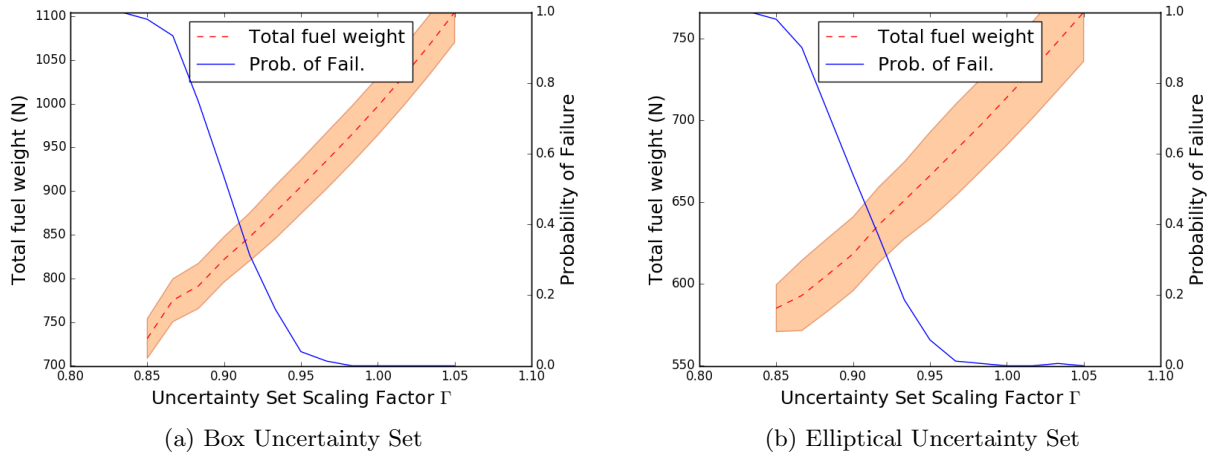 Total fuel weight
Prob. of Fail.
1100
1050
1000
950
900
850
800
750
700
Total fuel weight (N)
1.0
0.8
0.6
0.4
0.2
0.0
Probability of Failure
0.80 0.85 0.90 0.95 1.00 1.05 1.10
Uncertainty Set Scaling Factor Γ
(a) Box Uncertainty Set
Total fuel weight
Prob. of Fail.
750
700
650
600
550
Total fuel weight (N)
1.0
0.8
0.6
0.4
0.2
0.0
Probability of Failure
0.80 0.85 0.90 0.95 1.00 1.05 1.10
Uncertainty Set Scaling Factor Γ
(b) Elliptical Uncertainty Set